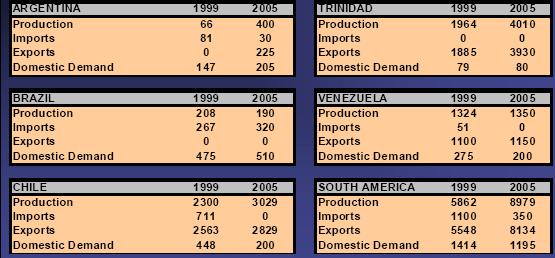 ARGENTINA 1999 2005
Production 66 400
Imports 81 30
Exports 0 225
Domestic Demand 147 205
TRINIDAD 1999 2005
Production 1964 4010
Imports 0 0
Exports 1885 3930
Domestic Demand 79 80
BRAZIL 1999 2005
Production 208 190
Imports 267 320
Exports 0 0
Domestic Demand 475 510
VENEZUELA 1999 2005
Production 1324 1350
Imports 51 0
Exports 1100 1150
Domestic Demand 275 200
CHILE 1999 2005
Production 2300 3029
Imports 711 0
Exports 2563 2829
Domestic Demand 448 200
SOUTH AMERICA 1999 2005
Production 5862 8979
Imports 1100 350
Exports 5548 8134
Domestic Demand 1414 1195